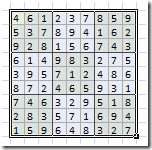 4 6 1 2 3 7 8 5 9
5 3 7 8 9 4 1 6 2
9 2 8 1 5 6 7 4 3
6 1 4 9 8 3 2 7 5
3 9 5 7 1 2 4 8 6
8 7 2 4 6 5 9 3 1
7 4 6 3 2 9 5 1 8
2 8 3 5 7 1 6 9 4
1 5 9 6 4 8 3 2 7